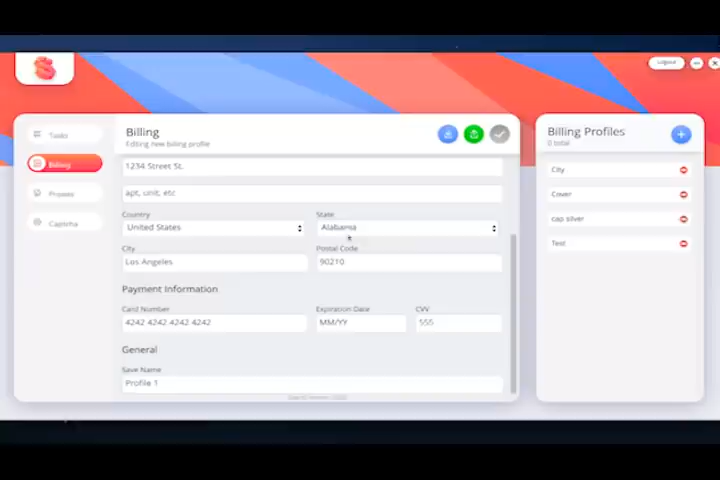 Logout
Tasks
Billing
Proxies
Captcha
Billing
Editing new billing profile
1234 Street St.
apt, unit, etc
Country
State
United States
Alabama
City
Postal Code
Los Angeles
90210
Payment Information
Card Number
Expiration Date
CVV
4242 4242 4242 4242
MM/YY
555
General
Save Name
Profile 1
Billing Profiles
0 total
City
Cover
cap silver
Test